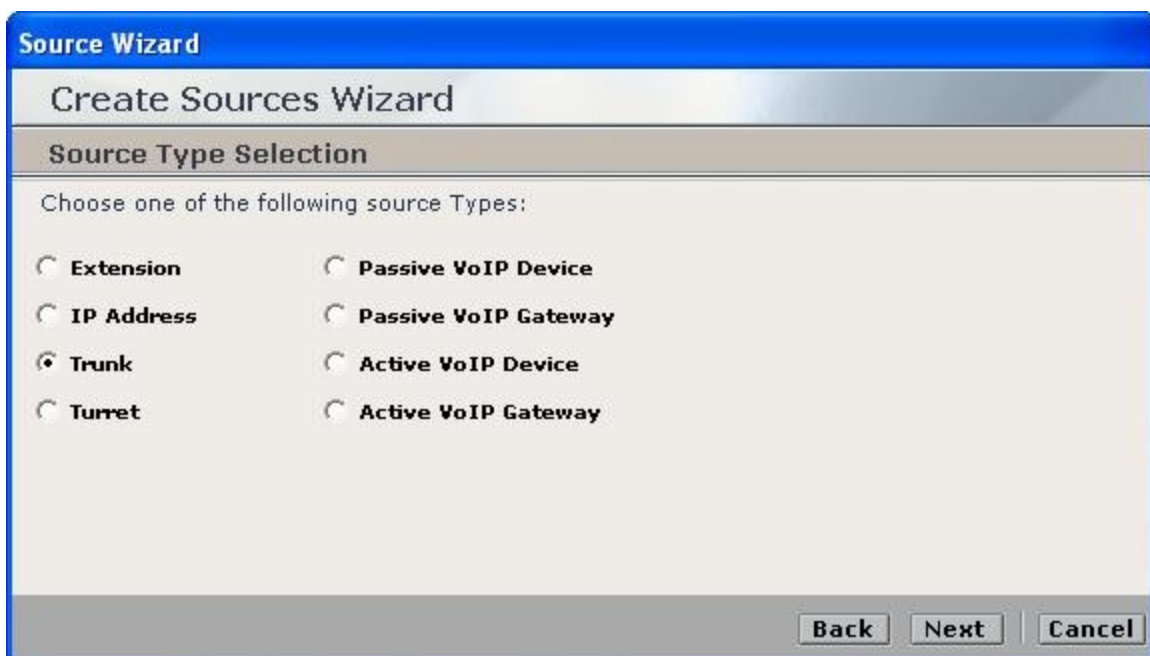 Source Wizard
Create Sources Wizard
Source Type Selection
Choose one of the following source Types:
Extension
Passive VoIP Device
IP Address
Passive VoIP Gateway
Trunk
Active VoIP Device
Turret
Active VoIP Gateway
Back Next Cancel